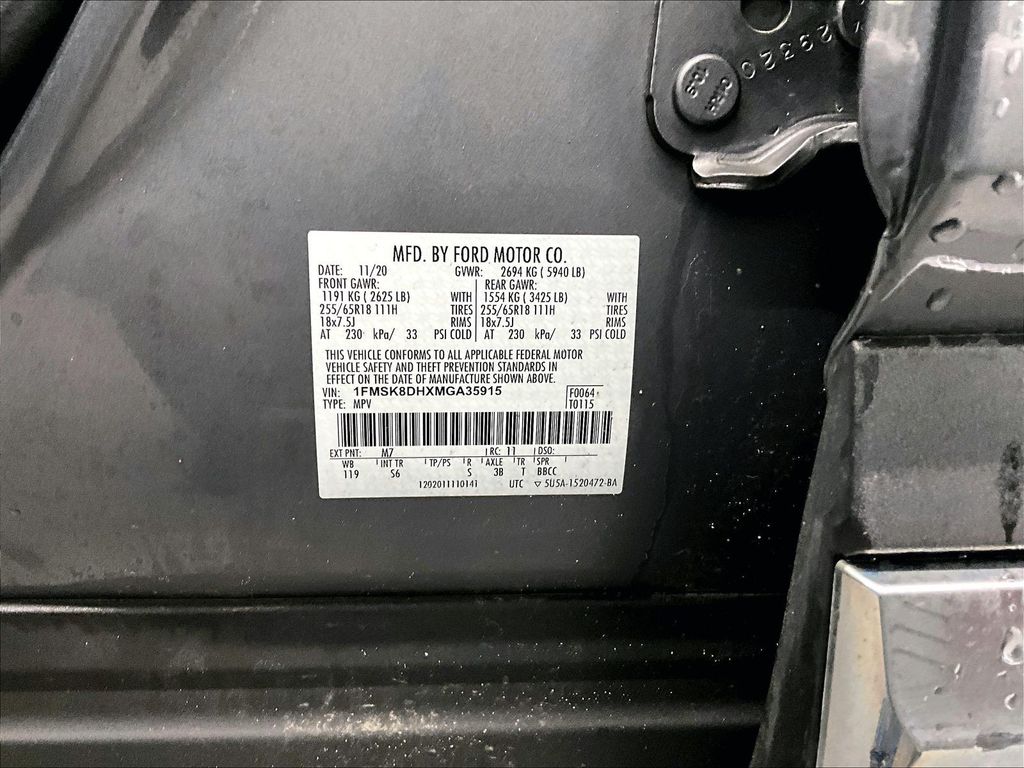 29320
10.9
MFD. BY FORD MOTOR CO.
DATE: 11/20 GVWR: 2694 KG ( 5940 LB)
FRONT GAWR: REAR GAWR:
1191 KG ( 2625 LB) WITH 1554 KG ( 3425 LB) WITH
255/65R18 111H TIRES 255/65R18 111H TIRES
18x7.5J RIMS 18x7.5J RIMS
AT 230 kPa/ 33 PSI COLD AT 230 kPa/ 33 PSI COLD
THIS VEHICLE CONFORMS TO ALL APPLICABLE FEDERAL MOTOR
VEHICLE SAFETY AND THEFT PREVENTION STANDARDS IN
EFFECT ON THE DATE OF MANUFACTURE SHOWN ABOVE.
VIN: 1FMSK8DHXMGA35915 F0064
TYPE: MPV T0115
EXT PNT: M7 RC: 11 DSO:
WB INT TR TP/PS R AXLE TR SPR
119 S6 S 3B T BBCC
1202011110141 UTC ▽ 5U5A-1520472-BA